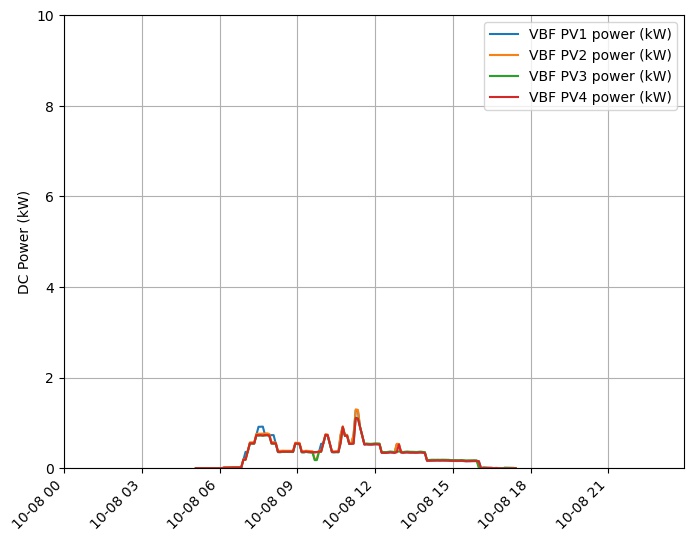 10
8
6
4
2
0
DC Power (kW)
VBF PV1 power (kW)
VBF PV2 power (kW)
VBF PV3 power (kW)
VBF PV4 power (kW)
10-08 00
10-08 03
10-08 06
10-08 09
10-08 12
10-08 15
10-08 18
10-08 21